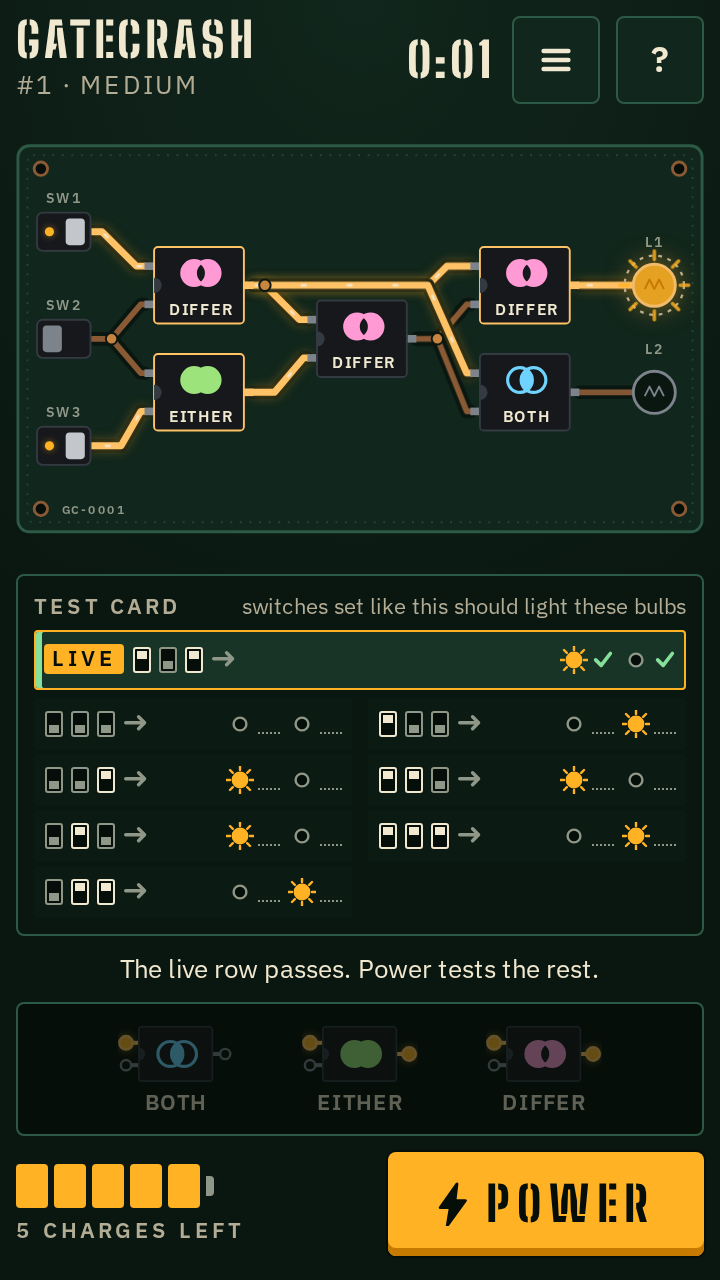 GATECRASH
#1 · MEDIUM
0:01
?
SW1
SW2
SW3
DIFFER
EITHER
DIFFER
DIFFER
BOTH
L1
L2
GC-0001
TEST CARD
switches set like this should light these bulbs
LIVE
The live row passes. Power tests the rest.
BOTH
EITHER
DIFFER
5 CHARGES LEFT
POWER